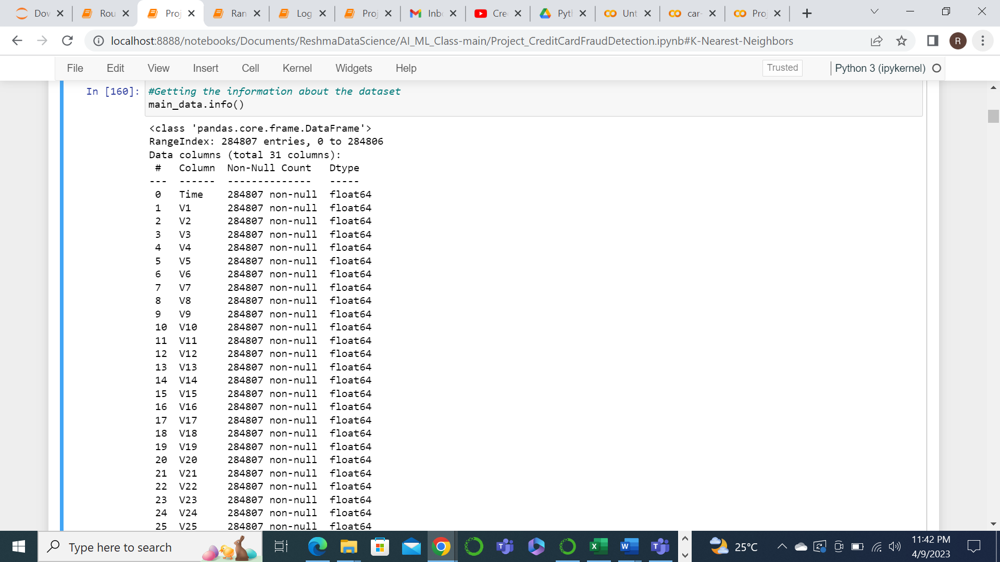 Dov
Rou
Proj
Ran
Log
Proj
Inb
Cre
Pyt
Unt
car-
Pro
localhost:8888/notebooks/Documents/ReshmaDataScience/AI_ML_Class-main/Project_CreditCardFraudDetection.ipynb#K-Nearest-Neighbors
R
File Edit View Insert Cell Kernel Widgets Help
Trusted
Python 3 (ipykernel)
In [160]: #Getting the information about the dataset
main_data.info()
<class 'pandas.core.frame.DataFrame'>
RangeIndex: 284807 entries, 0 to 284806
Data columns (total 31 columns):
# Column Non-Null Count Dtype
--- ------ -------------- -----
0 Time 284807 non-null float64
1 V1 284807 non-null float64
2 V2 284807 non-null float64
3 V3 284807 non-null float64
4 V4 284807 non-null float64
5 V5 284807 non-null float64
6 V6 284807 non-null float64
7 V7 284807 non-null float64
8 V8 284807 non-null float64
9 V9 284807 non-null float64
10 V10 284807 non-null float64
11 V11 284807 non-null float64
12 V12 284807 non-null float64
13 V13 284807 non-null float64
14 V14 284807 non-null float64
15 V15 284807 non-null float64
16 V16 284807 non-null float64
17 V17 284807 non-null float64
18 V18 284807 non-null float64
19 V19 284807 non-null float64
20 V20 284807 non-null float64
21 V21 284807 non-null float64
22 V22 284807 non-null float64
23 V23 284807 non-null float64
24 V24 284807 non-null float64
25 V25 284807 non-null float64
Type here to search
25°C
11:42 PM
4/9/2023